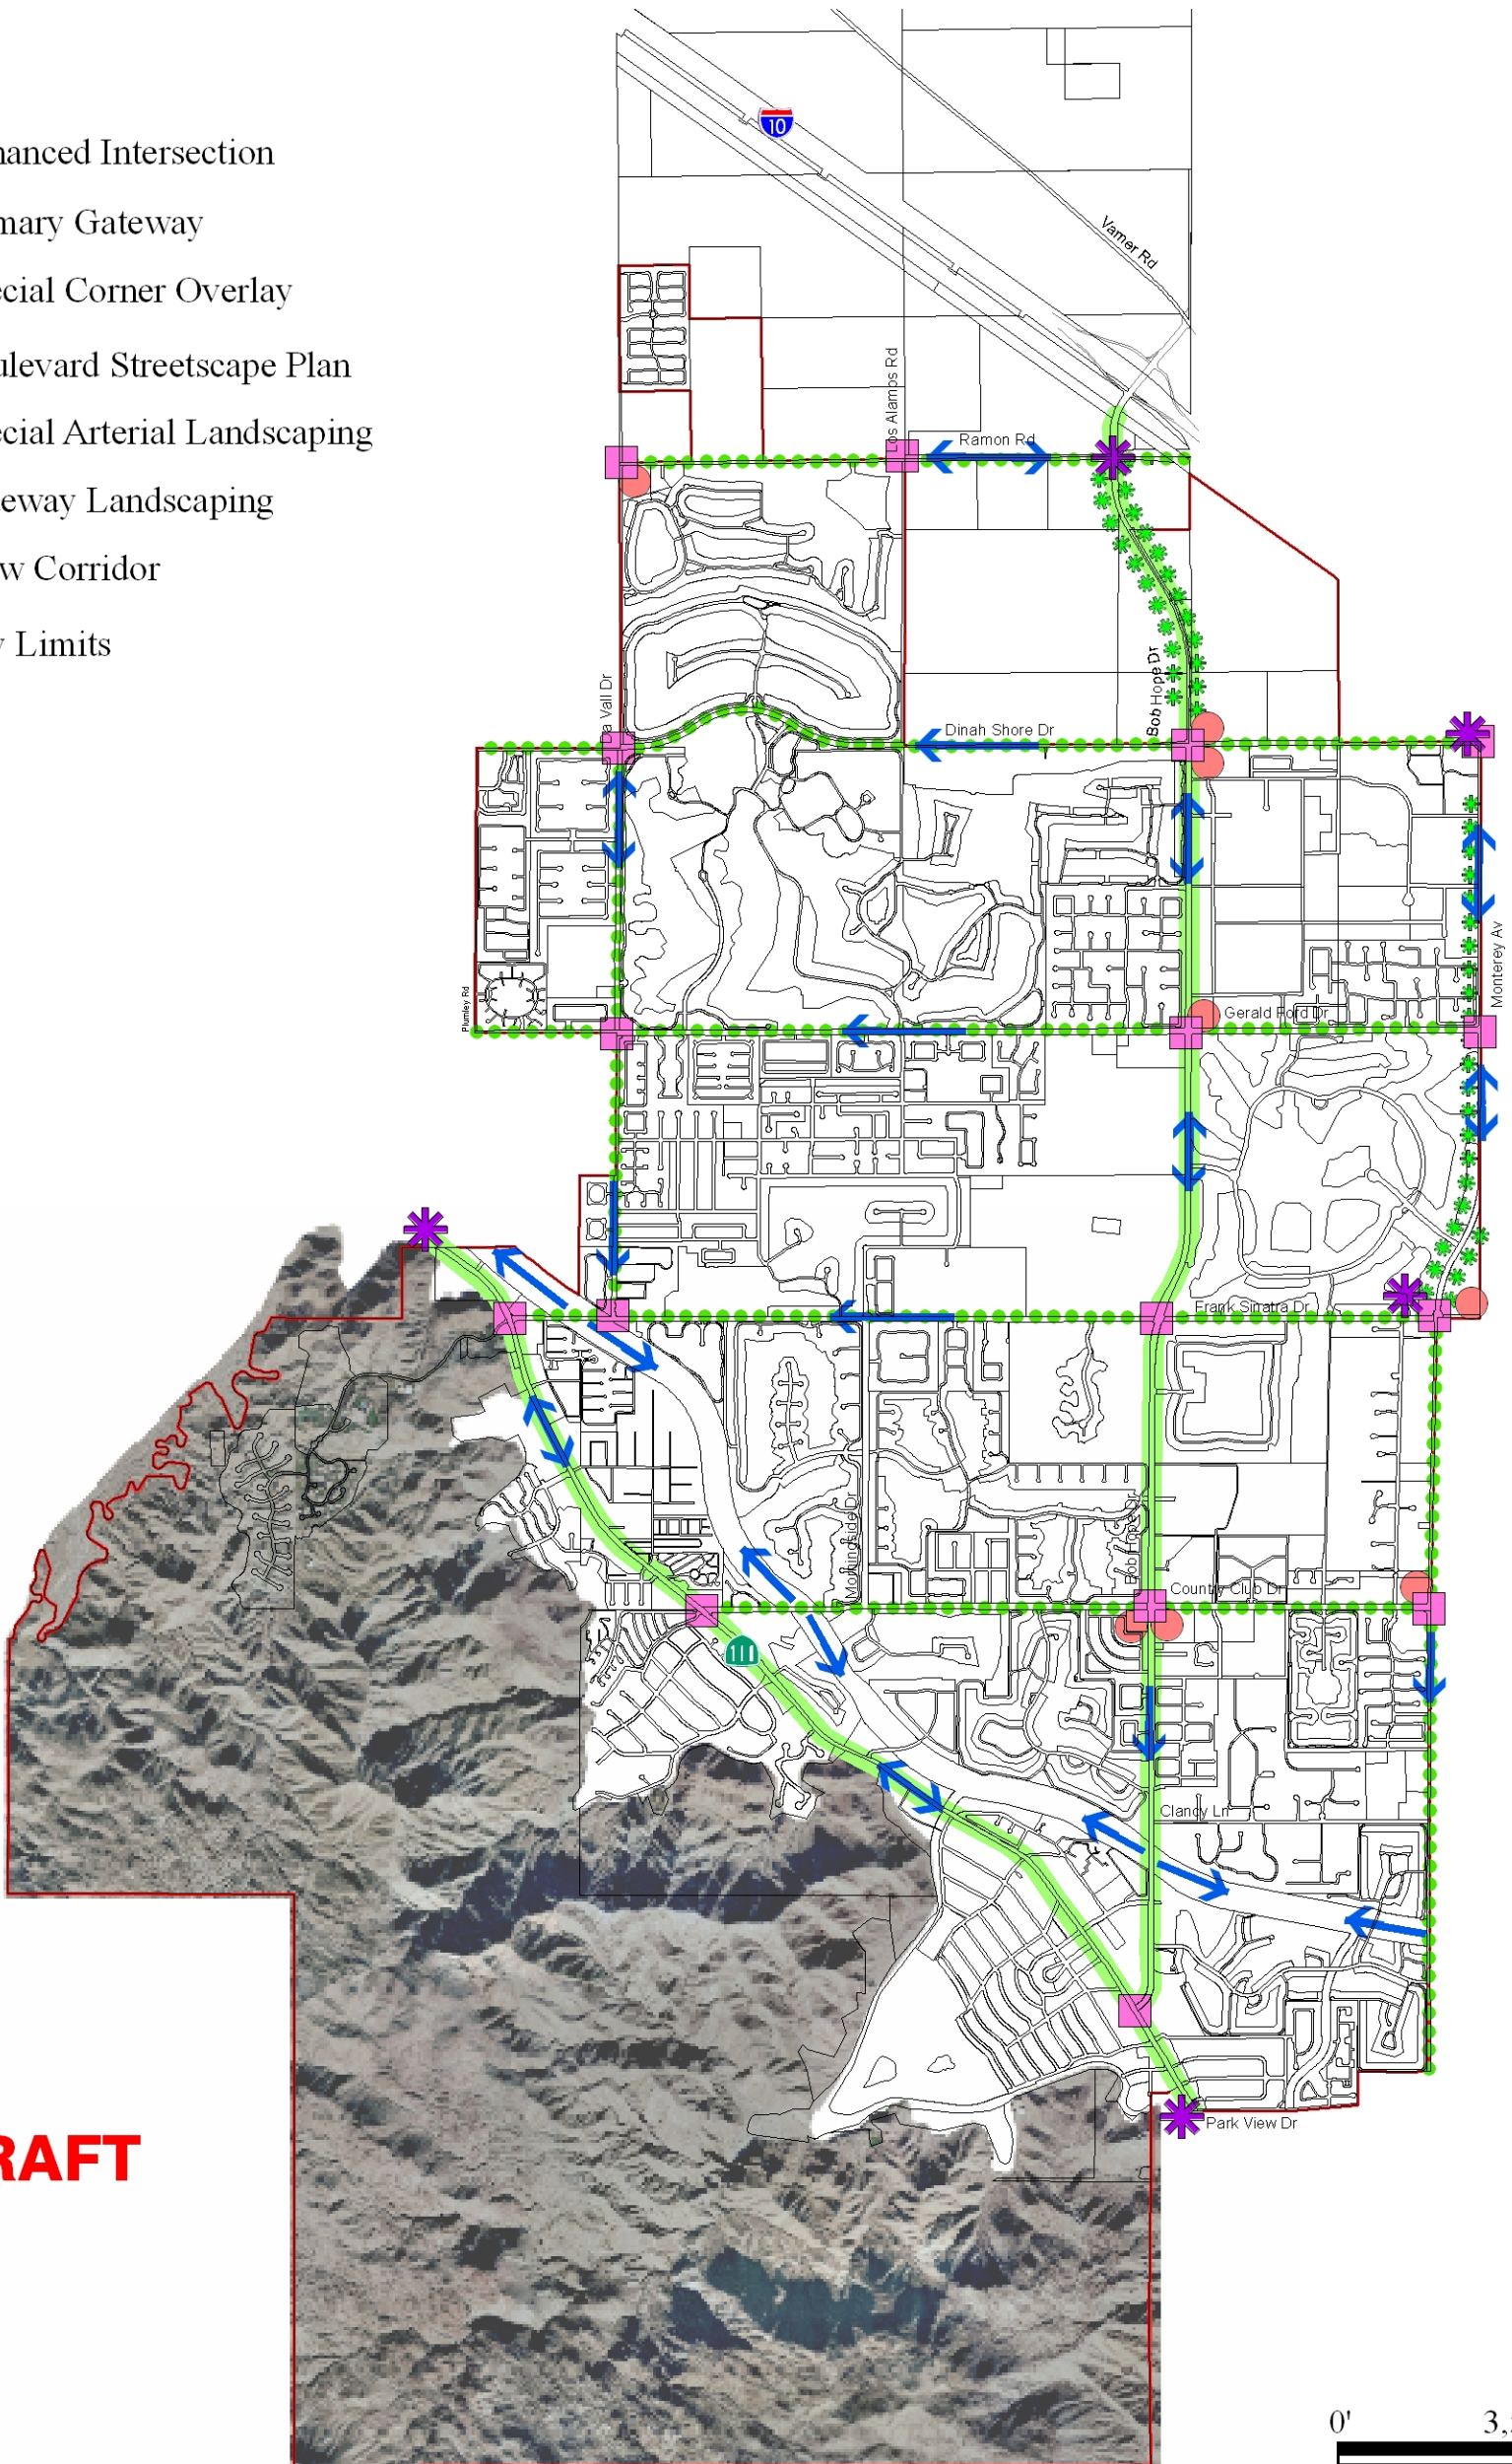 10
hanced Intersection
mary Gateway
ecial Corner Overlay
ulevard Streetscape Plan
ecial Arterial Landscaping
teway Landscaping
w Corridor
y Limits
Varner Rd
Los Alamos Rd
Ramon Rd
a Vall Dr
Bob Hope Dr
Dinah Shore Dr
Monterey Av
Plumley Rd
Gerald Ford Dr
Frank Sinatra Dr
Morningside Dr
Bob Hope Dr
Country Club Dr
111
Clancy Ln
Park View Dr
RAFT
0'
3,